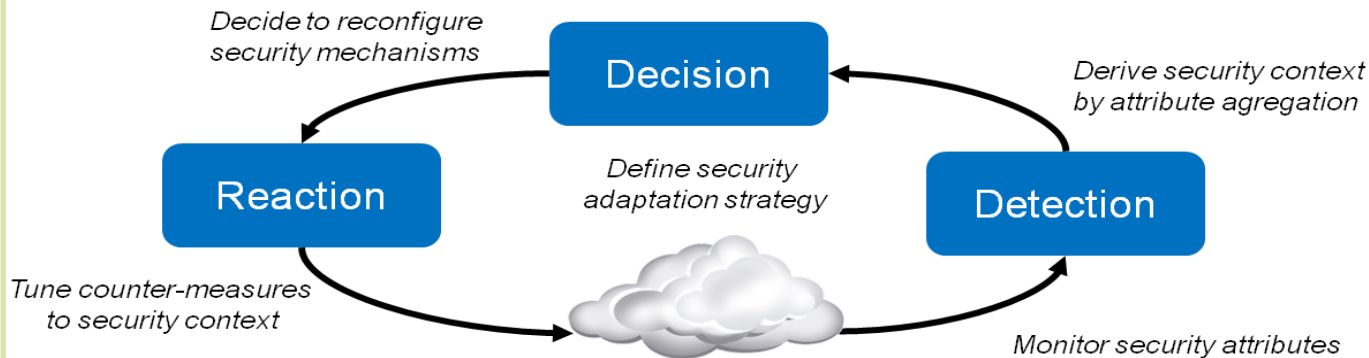 Decide to reconfigure
security mechanisms
Decision
Derive security context
by attribute agregation
Reaction
Define security
adaptation strategy
Detection
Tune counter-measures
to security context
Monitor security attributes